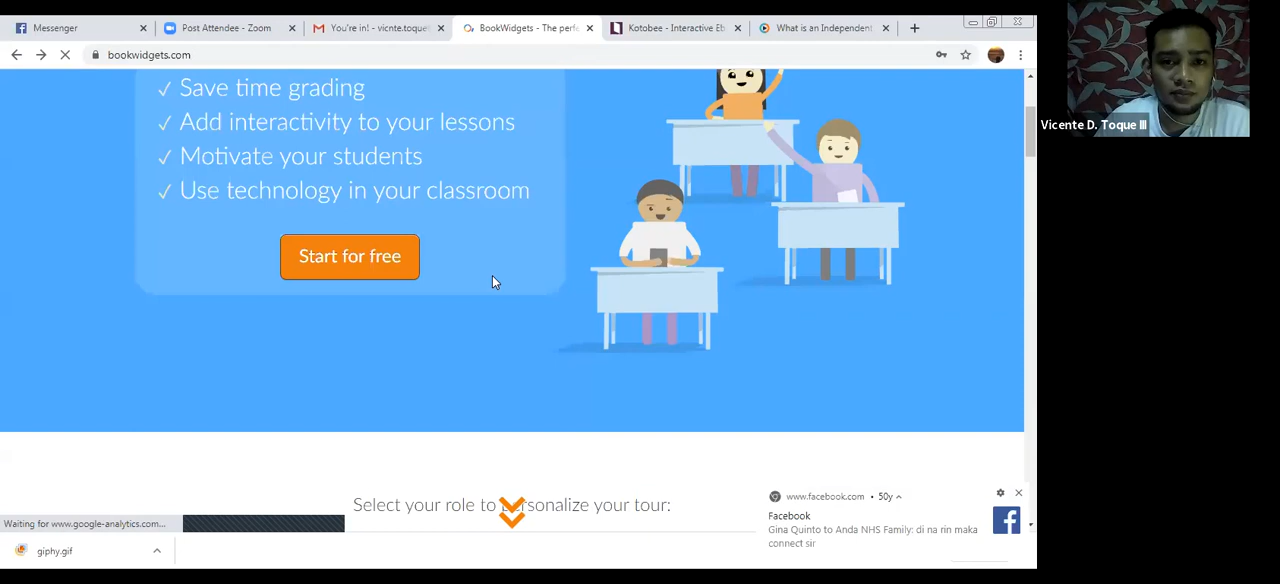 Messenger
Post Attendee - Zoom
You're in! - vicnte.toque
BookWidgets - The perfe
Kotobee - Interactive Eb
What is an Independent
bookwidgets.com
✓ Save time grading
✓ Add interactivity to your lessons
✓ Motivate your students
✓ Use technology in your classroom
Start for free
Select your role to personalize your tour:
www.facebook.com • 50y
Facebook
Gina Quinto to Anda NHS Family: di na rin maka
connect sir
Waiting for www.google-analytics.com...
giphy.gif
Vicente D. Toque III